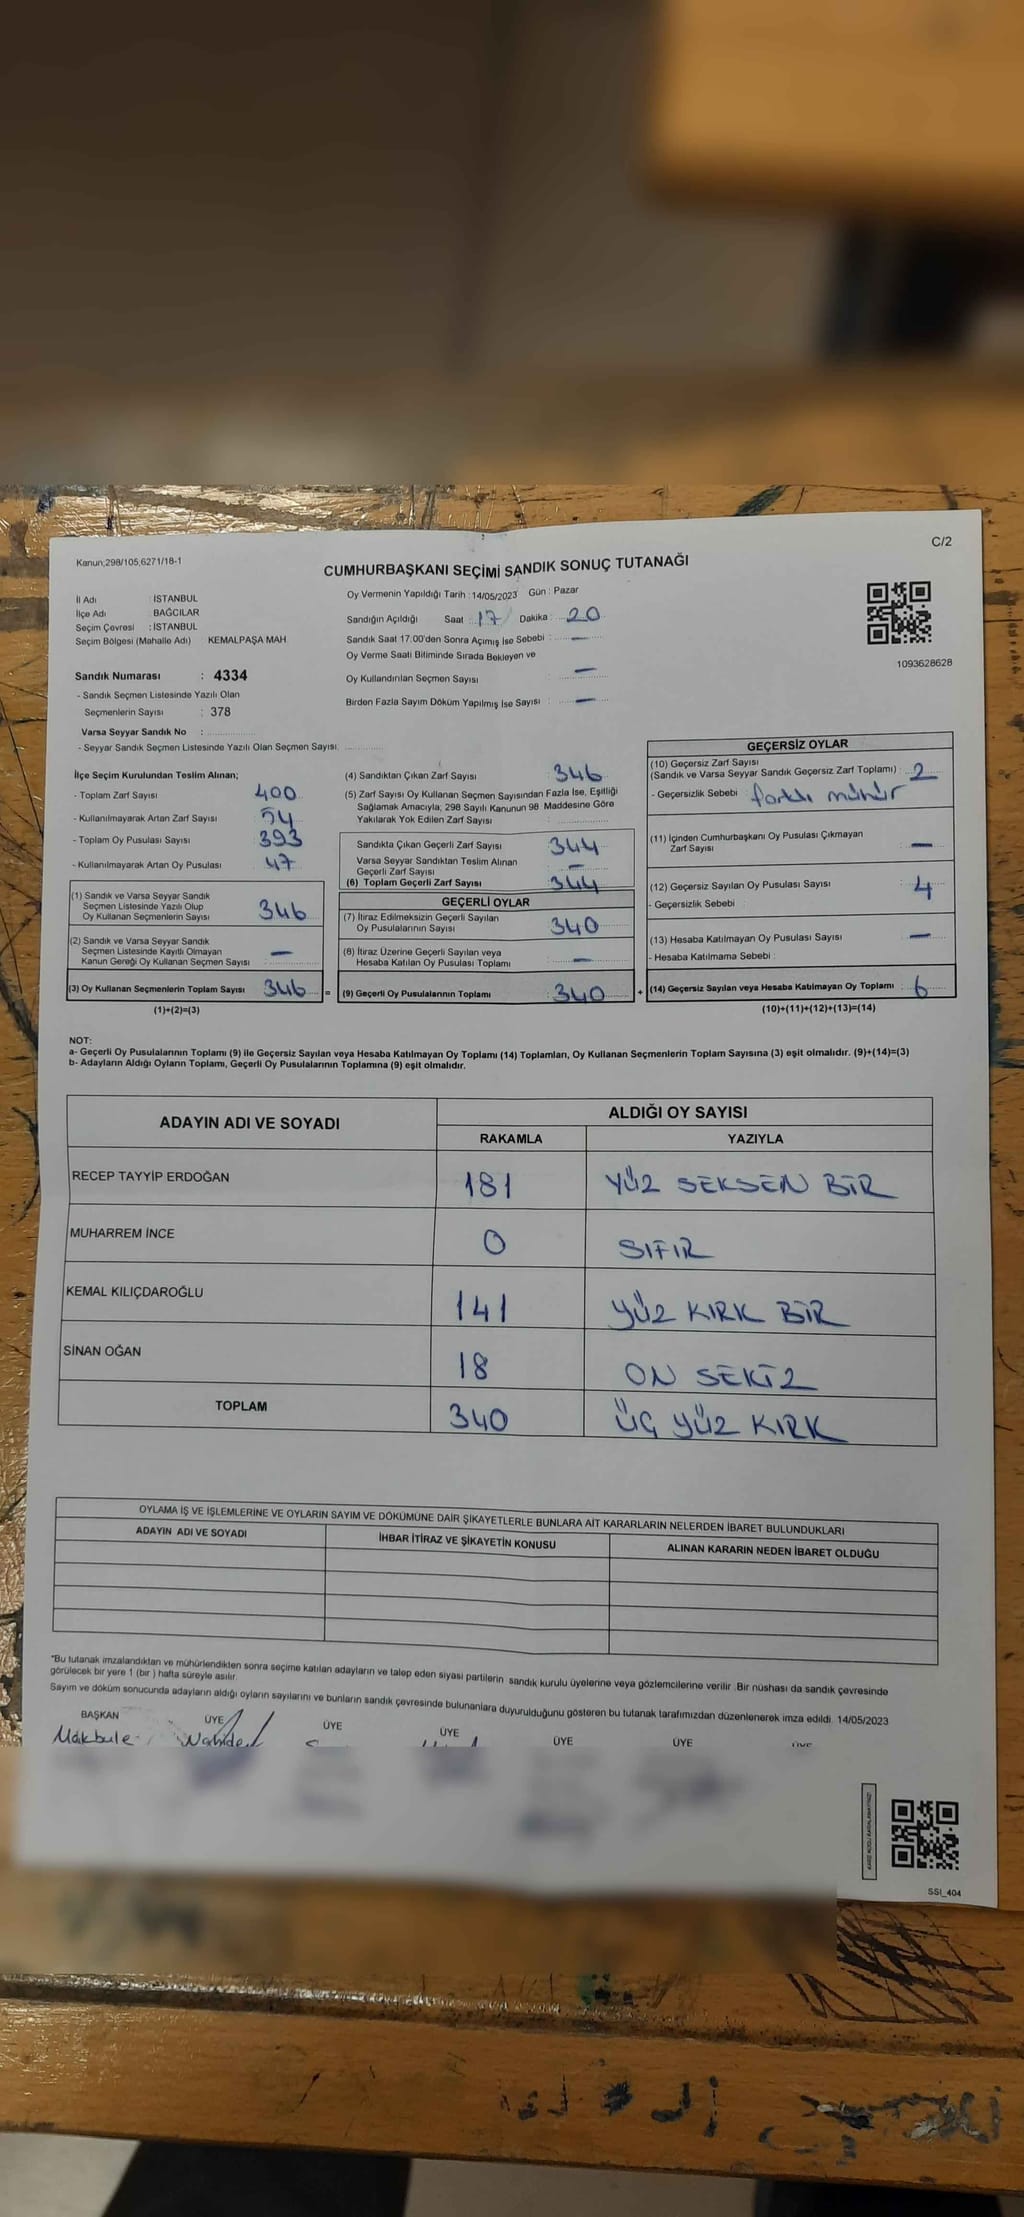 Kanun;298/105;6271/18-1
C/2
CUMHURBAŞKANI SEÇİMİ SANDIK SONUÇ TUTANAĞI
İl Adı : İSTANBUL
İlçe Adı : BAĞCILAR
Seçim Çevresi : İSTANBUL
Seçim Bölgesi (Mahalle Adı) KEMALPAŞA MAH
Oy Vermenin Yapıldığı Tarih : 14/05/2023 Gün : Pazar
Sandığın Açıldığı Saat : 17 Dakika : 20
Sandık Saat 17.00'den Sonra Açımış İse Sebebi : —
Oy Verme Saati Bitiminde Sırada Bekleyen ve
Oy Kullandırılan Seçmen Sayısı : —
Birden Fazla Sayım Döküm Yapılmış İse Sayısı : —
1093628628
Sandık Numarası : 4334
- Sandık Seçmen Listesinde Yazılı Olan
Seçmenlerin Sayısı : 378
Varsa Seyyar Sandık No :
- Seyyar Sandık Seçmen Listesinde Yazılı Olan Seçmen Sayısı :
İlçe Seçim Kurulundan Teslim Alınan;
- Toplam Zarf Sayısı 400
- Kullanılmayarak Artan Zarf Sayısı 54
- Toplam Oy Pusulası Sayısı 393
- Kullanılmayarak Artan Oy Pusulası 47
(1) Sandık ve Varsa Seyyar Sandık
Seçmen Listesinde Yazılı Olup
Oy Kullanan Seçmenlerin Sayısı 346
(2) Sandık ve Varsa Seyyar Sandık
Seçmen Listesinde Kayıtlı Olmayan
Kanun Gereği Oy Kullanan Seçmen Sayısı —
(3) Oy Kullanan Seçmenlerin Toplam Sayısı 346 =
(1)+(2)=(3)
(4) Sandıktan Çıkan Zarf Sayısı : 346
(5) Zarf Sayısı Oy Kullanan Seçmen Sayısından Fazla İse, Eşitliği
Sağlamak Amacıyla; 298 Sayılı Kanunun 98. Maddesine Göre
Yakılarak Yok Edilen Zarf Sayısı :
Sandıkta Çıkan Geçerli Zarf Sayısı : 344
Varsa Seyyar Sandıktan Teslim Alınan
Geçerli Zarf Sayısı —
(6) Toplam Geçerli Zarf Sayısı 344
GEÇERLİ OYLAR
(7) İtiraz Edilmeksizin Geçerli Sayılan
Oy Pusulalarının Sayısı : 340
(8) İtiraz Üzerine Geçerli Sayılan veya
Hesaba Katılan Oy Pusulası Toplamı : —
(9) Geçerli Oy Pusulalarının Toplamı : 340 +
GEÇERSİZ OYLAR
(10) Geçersiz Zarf Sayısı
(Sandık ve Varsa Seyyar Sandık Geçersiz Zarf Toplamı) : 2
- Geçersizlik Sebebi : farklı mühür
(11) İçinden Cumhurbaşkanı Oy Pusulası Çıkmayan
Zarf Sayısı : —
(12) Geçersiz Sayılan Oy Pusulası Sayısı : 4
- Geçersizlik Sebebi :
(13) Hesaba Katılmayan Oy Pusulası Sayısı : —
- Hesaba Katılmama Sebebi :
(14) Geçersiz Sayılan veya Hesaba Katılmayan Oy Toplamı : 6
(10)+(11)+(12)+(13)=(14)
NOT:
a- Geçerli Oy Pusulalarının Toplamı (9) ile Geçersiz Sayılan veya Hesaba Katılmayan Oy Toplamı (14) Toplamları, Oy Kullanan Seçmenlerin Toplam Sayısına (3) eşit olmalıdır. (9)+(14)=(3)
b- Adayların Aldığı Oyların Toplamı, Geçerli Oy Pusulalarının Toplamına (9) eşit olmalıdır.
ADAYIN ADI VE SOYADI ALDIĞI OY SAYISI
RAKAMLA YAZIYLA
RECEP TAYYİP ERDOĞAN 181 YÜZ SEKSEN BİR
MUHARREM İNCE 0 SIFIR
KEMAL KILIÇDAROĞLU 141 YÜZ KIRK BİR
SİNAN OĞAN 18 ON SEKİZ
TOPLAM 340 ÜÇ YÜZ KIRK
OYLAMA İŞ VE İŞLEMLERİNE VE OYLARIN SAYIM VE DÖKÜMÜNE DAİR ŞİKAYETLERLE BUNLARA AİT KARARLARIN NELERDEN İBARET BULUNDUKLARI
ADAYIN ADI VE SOYADI İHBAR İTİRAZ VE ŞİKAYETİN KONUSU ALINAN KARARIN NEDEN İBARET OLDUĞU
*Bu tutanak imzalandıktan ve mühürlendikten sonra seçime katılan adayların ve talep eden siyasi partilerin sandık kurulu üyelerine veya gözlemcilerine verilir. Bir nüshası da sandık çevresinde
görülecek bir yere 1 (bir ) hafta süreyle asılır.
Sayım ve döküm sonucunda adayların aldığı oyların sayılarını ve bunların sandık çevresinde bulunanlara duyurulduğunu gösteren bu tutanak tarafımızdan düzenlenerek imza edildi. 14/05/2023
BAŞKAN ÜYE ÜYE ÜYE ÜYE ÜYE
Makbule Nahide
SSI_404